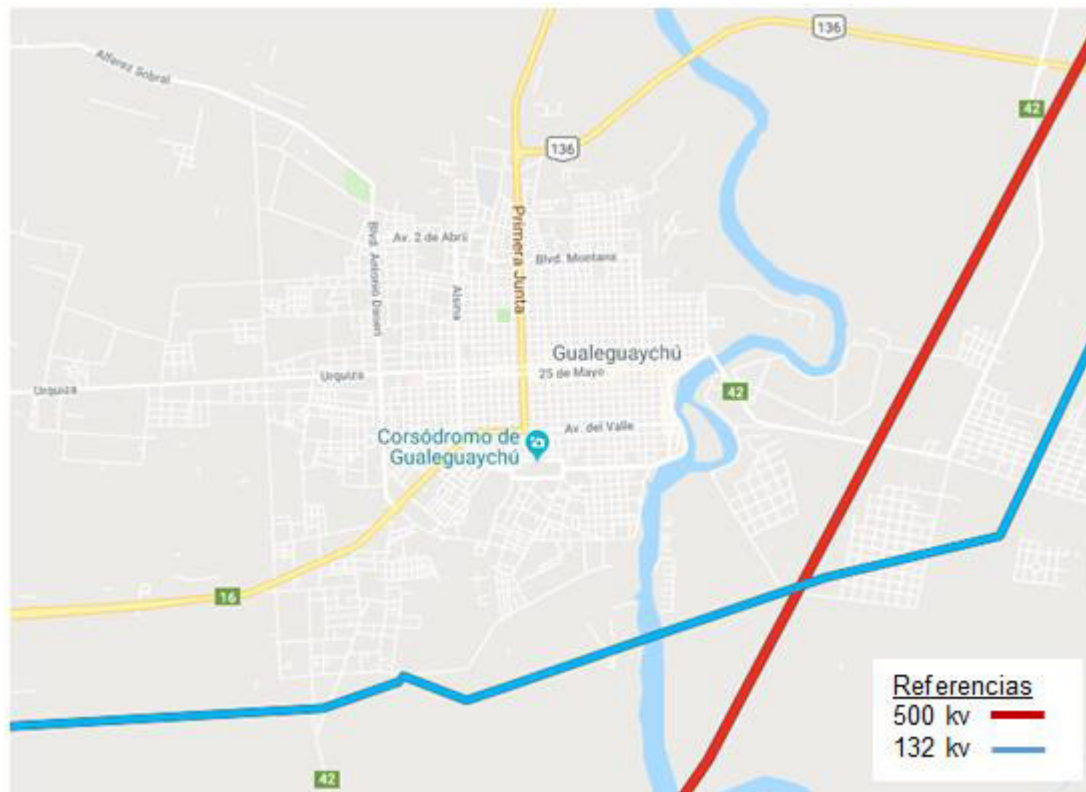 136
136
42
Alferez Sobral
Primera Junta
Av. 2 de Abril
Blvd. Montana
Blvd. Antonio Daneri
Alsina
Gualeguaychú
Urquiza
Urquiza
25 de Mayo
42
Corsódromo de
Gualeguaychú
Av. del Valle
16
42
Referencias
500 kv
132 kv